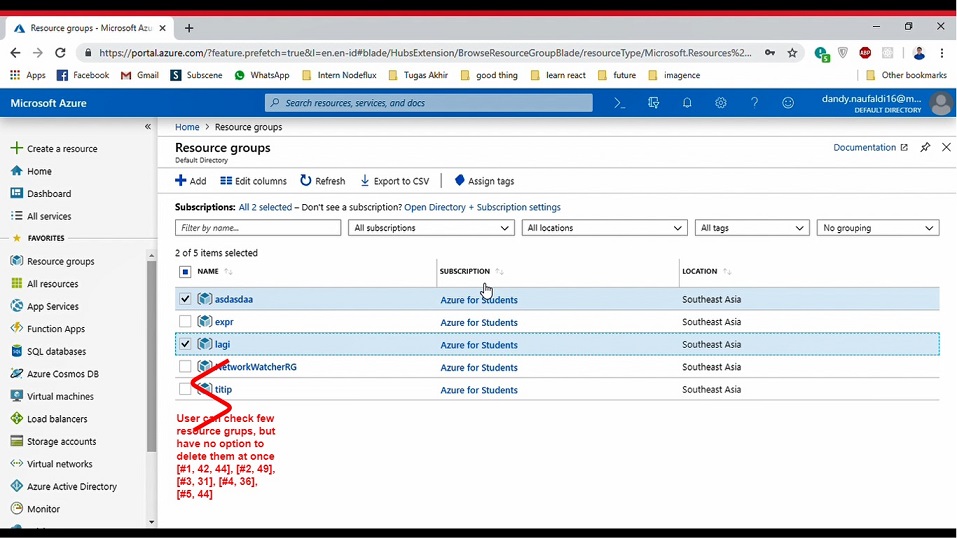 Resource groups - Microsoft Azu
https://portal.azure.com/?feature.prefetch=true&l=en.en-id#blade/HubsExtension/BrowseResourceGroupBlade/resourceType/Microsoft.Resources%2...
Apps Facebook Gmail Subscene WhatsApp Intern Nodeflux Tugas Akhir good thing learn react future imagence Other bookmarks
Microsoft Azure
Search resources, services, and docs
dandy.naufaldi16@m...
DEFAULT DIRECTORY
Home > Resource groups
Resource groups
Default Directory
Documentation
Add Edit columns Refresh Export to CSV Assign tags
Subscriptions: All 2 selected – Don't see a subscription? Open Directory + Subscription settings
Filter by name... All subscriptions All locations All tags No grouping
2 of 5 items selected
NAME SUBSCRIPTION LOCATION
asdasdaa Azure for Students Southeast Asia
expr Azure for Students Southeast Asia
lagi Azure for Students Southeast Asia
NetworkWatcherRG Azure for Students Southeast Asia
titip Azure for Students Southeast Asia
Create a resource
Home
Dashboard
All services
FAVORITES
Resource groups
All resources
App Services
Function Apps
SQL databases
Azure Cosmos DB
Virtual machines
Load balancers
Storage accounts
Virtual networks
Azure Active Directory
Monitor
User can check few
resource grups, but
have no option to
delete them at once
[#1, 42, 44], [#2, 49],
[#3, 31], [#4, 36],
[#5, 44]